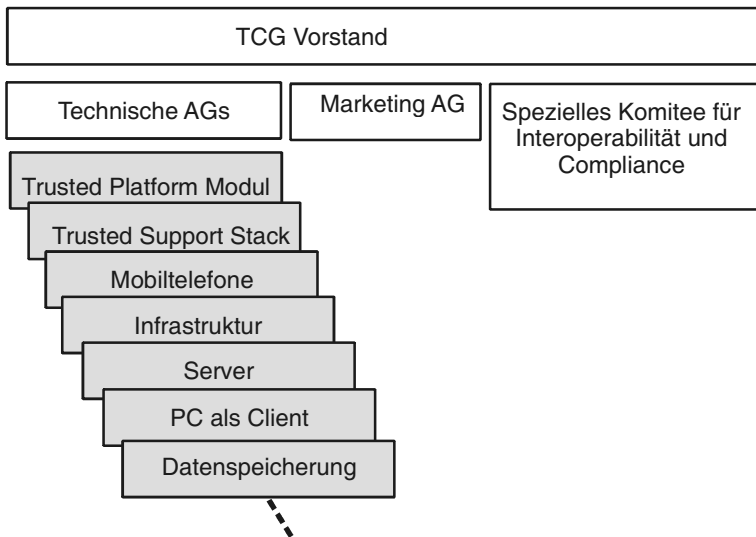 TCG Vorstand
Technische AGs
Marketing AG
Spezielles Komitee für
Interoperabilität und
Compliance
Trusted Platform Modul
Trusted Support Stack
Mobiltelefone
Infrastruktur
Server
PC als Client
Datenspeicherung